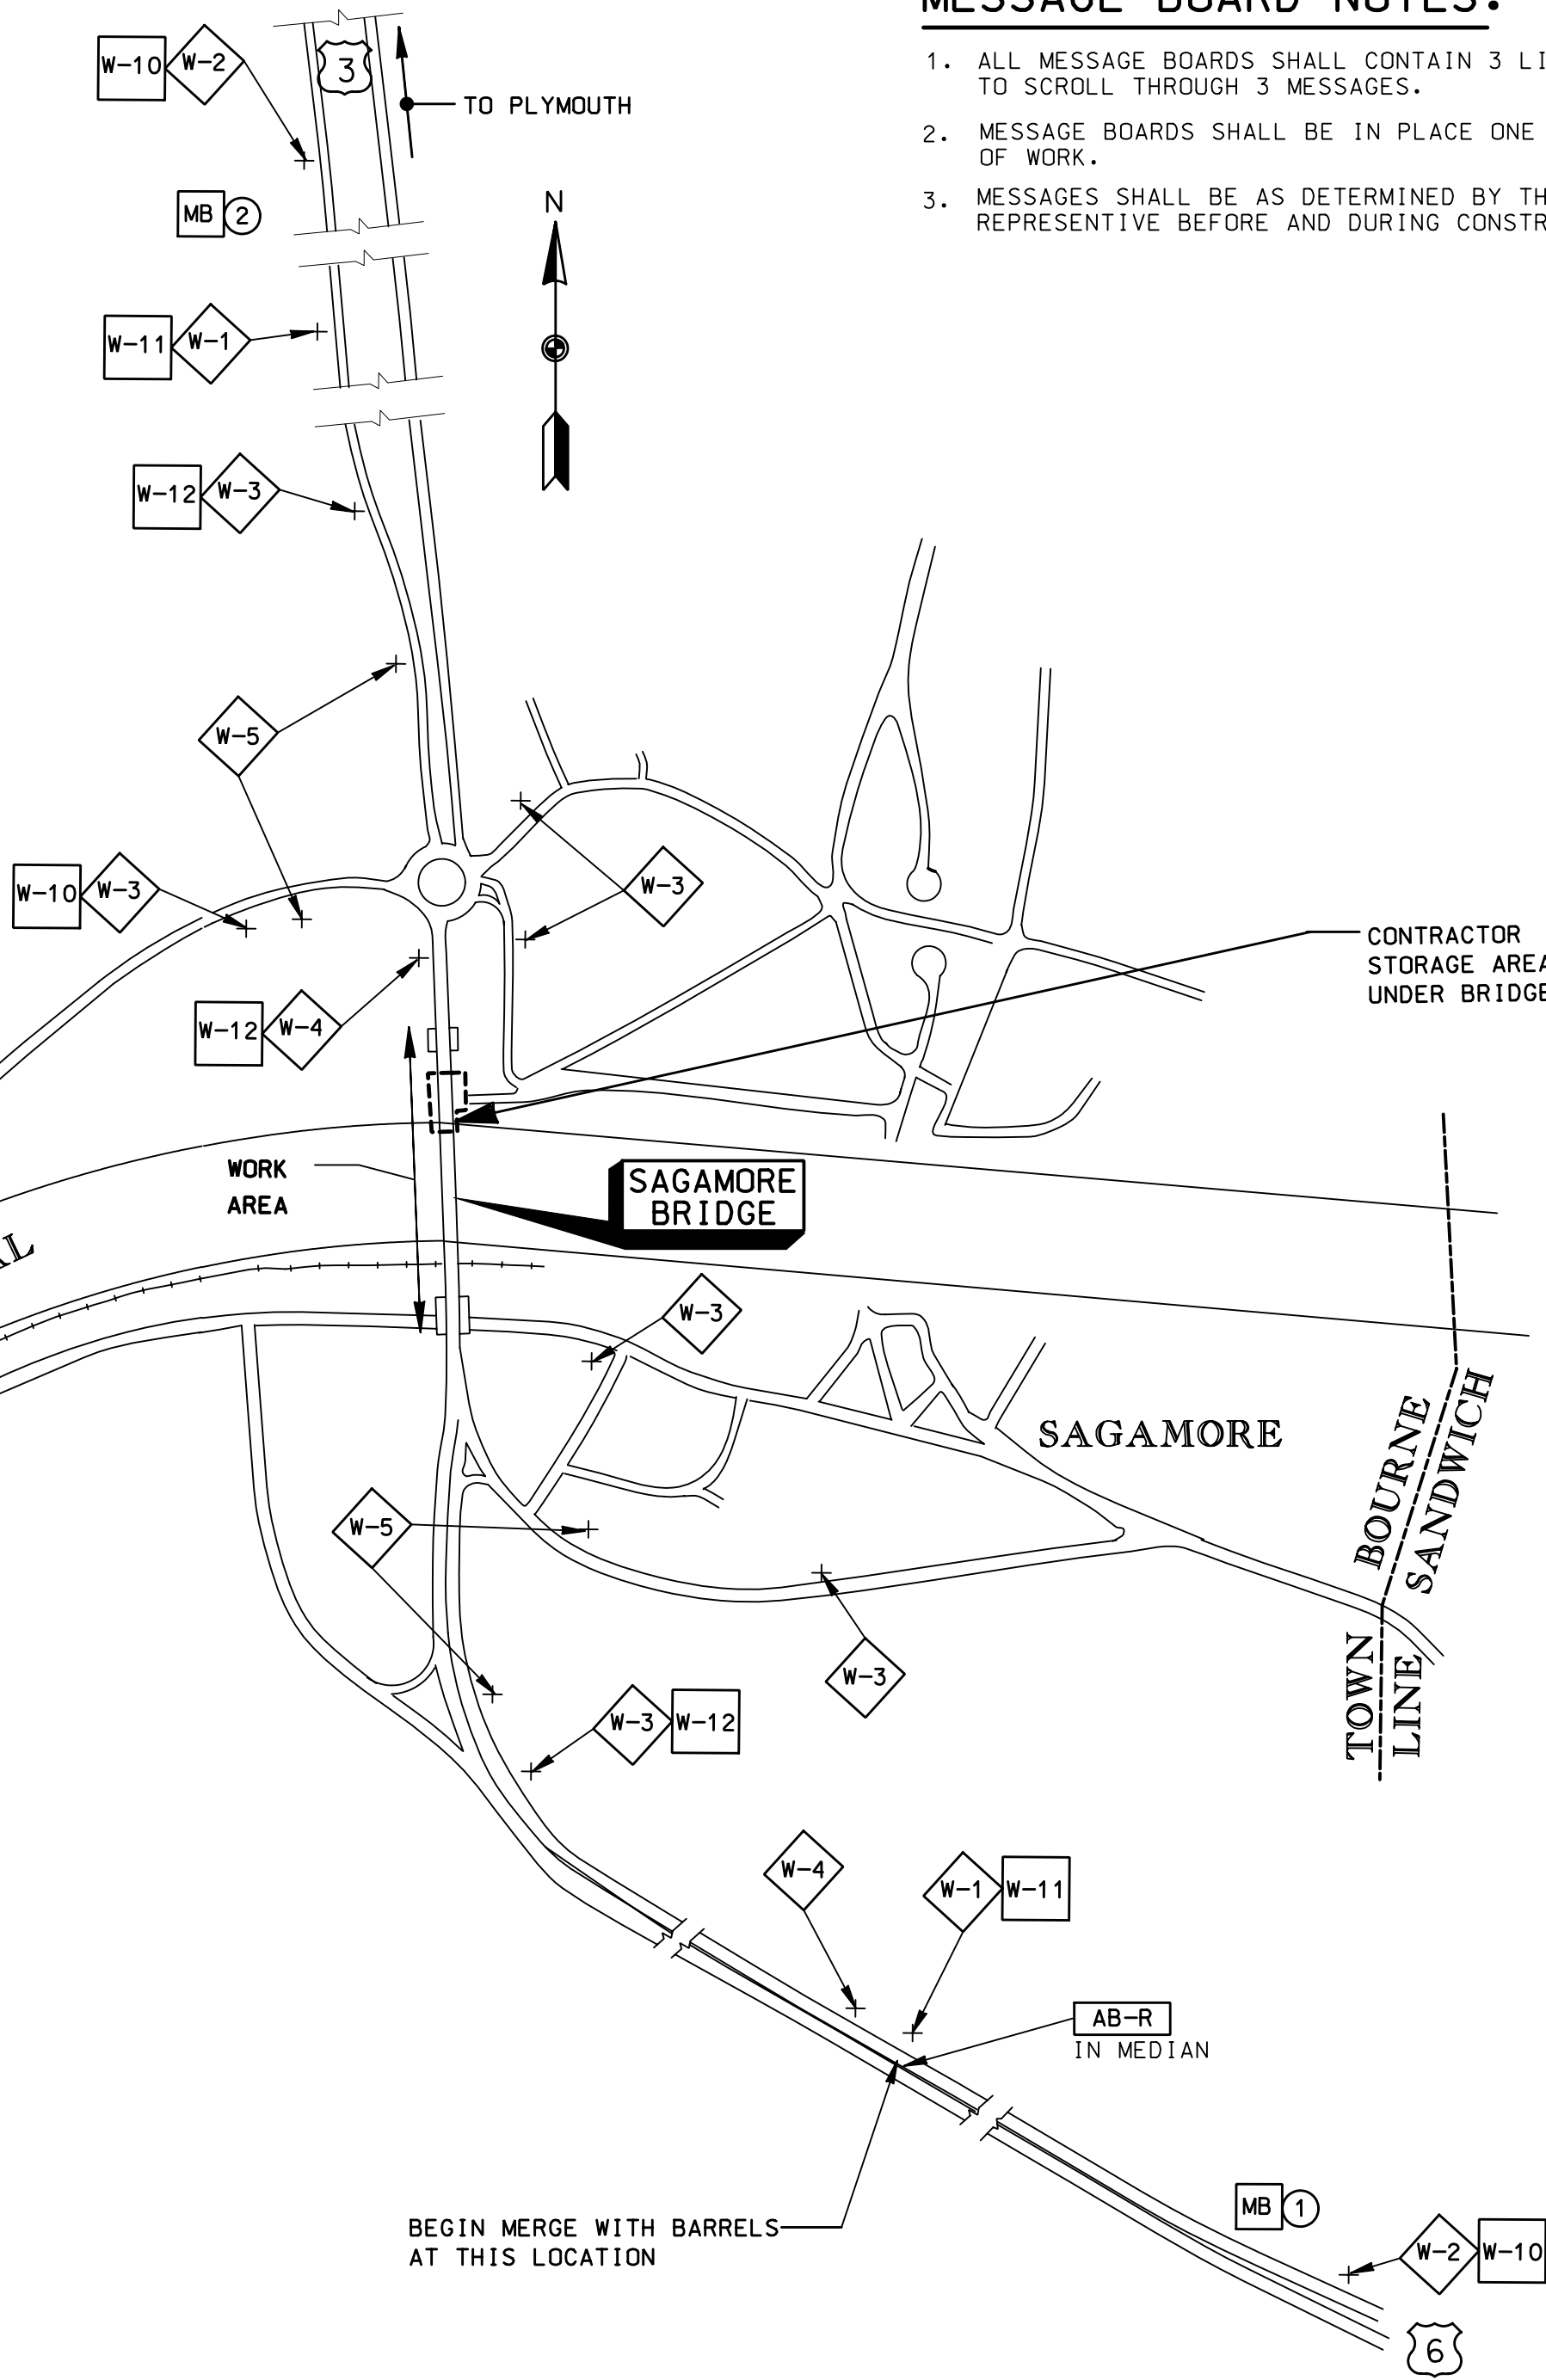 MESSAGE BOARD NOTES:
1. ALL MESSAGE BOARDS SHALL CONTAIN 3
TO SCROLL THROUGH 3 MESSAGES.
2. MESSAGE BOARDS SHALL BE IN PLACE ONE
OF WORK.
3. MESSAGES SHALL BE AS DETERMINED BY
REPRESENTIVE BEFORE AND DURING
W-10 W-2
3
TO PLYMOUTH
MB 2
N
W-11 W-1
W-12 W-3
W-5
W-10 W-3
W-3
CONTRACTOR
STORAGE AREA
UNDER BRIDGE
W-12 W-4
WORK
AREA
SAGAMORE
BRIDGE
W-3
SAGAMORE
BOURNE
SANDWICH
TOWN
LINE
W-5
W-3
W-3 W-12
W-4
W-1 W-11
AB-R
IN MEDIAN
MB 1
BEGIN MERGE WITH BARRELS
AT THIS LOCATION
W-2 W-10
6